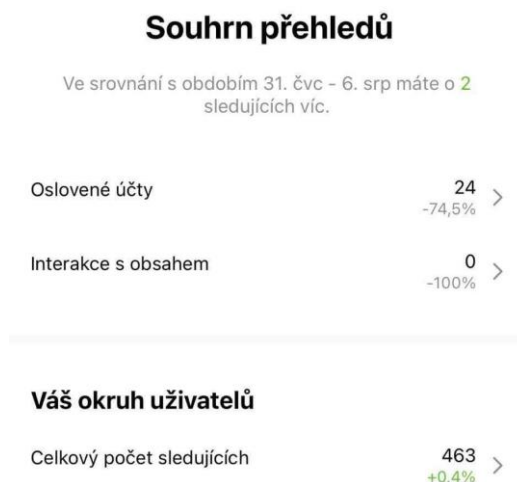 Souhrn přehledů
Ve srovnání s obdobím 31. čvc - 6. srp máte o 2
sledujících víc.
Oslovené účty 24
-74,5%
Interakce s obsahem 0
-100%
Váš okruh uživatelů
Celkový počet sledujících 463
+0,4%